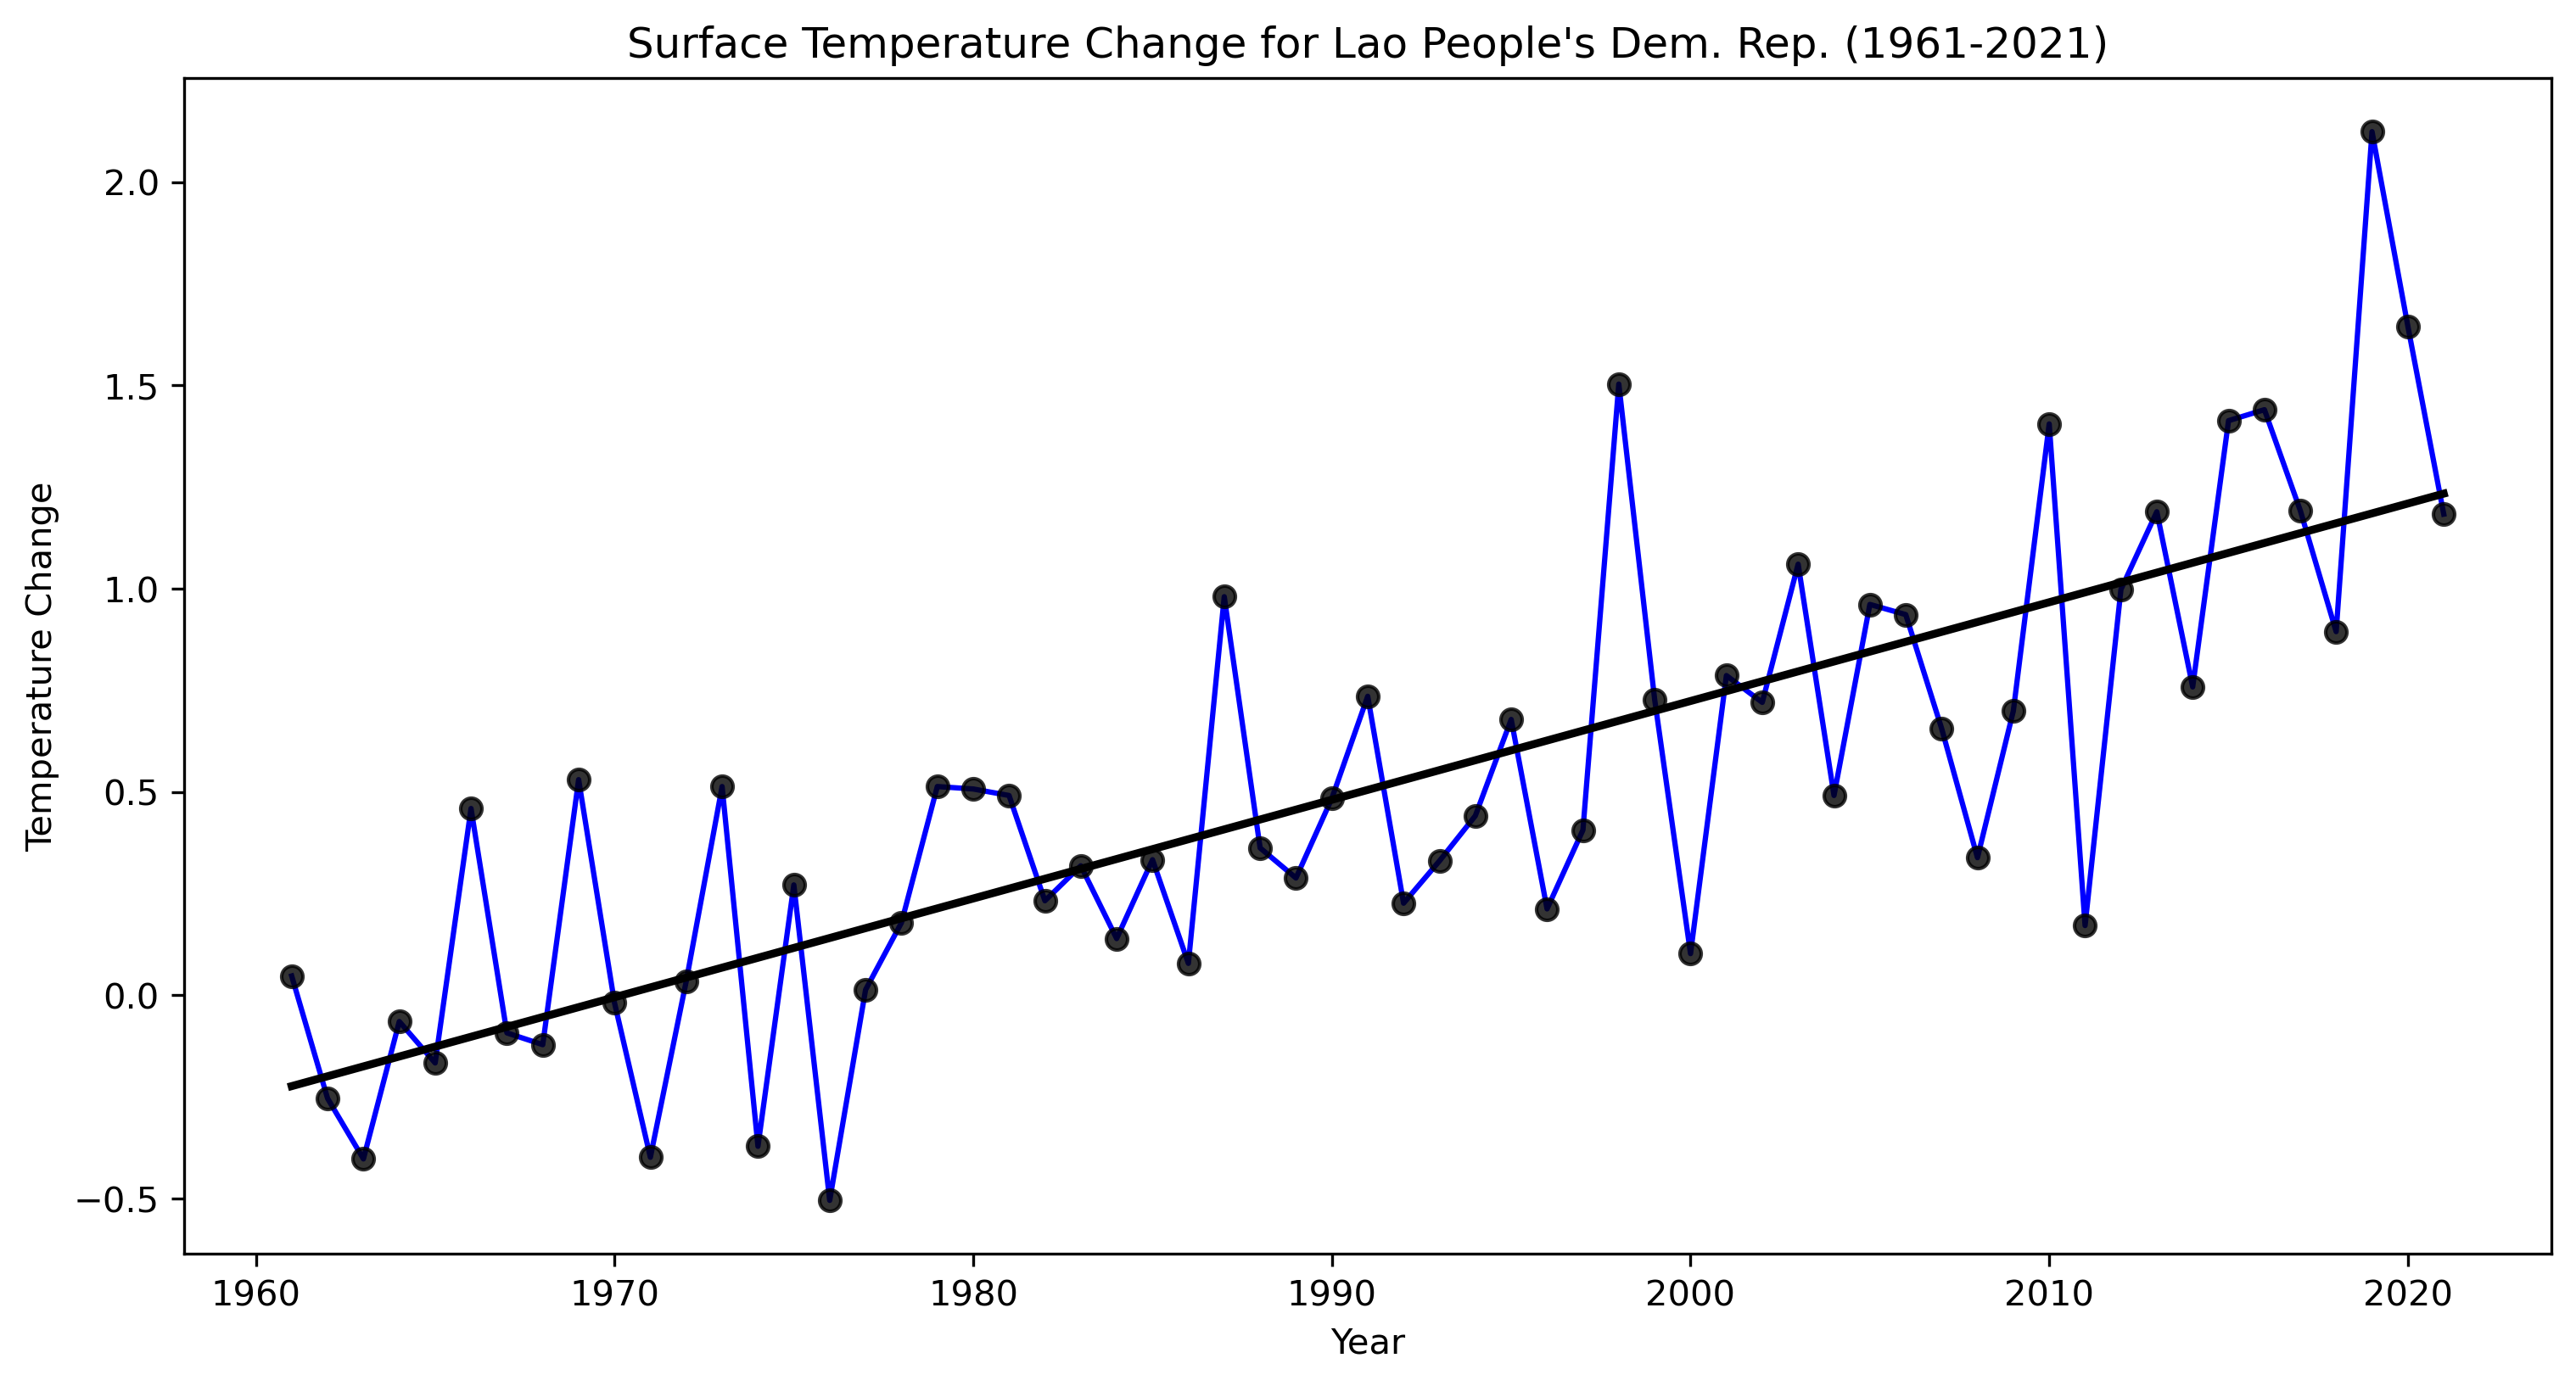 Surface Temperature Change for Lao People's Dem. Rep. (1961-2021)
Temperature Change
2.0
1.5
1.0
0.5
0.0
−0.5
1960 1970 1980 1990 2000 2010 2020
Year